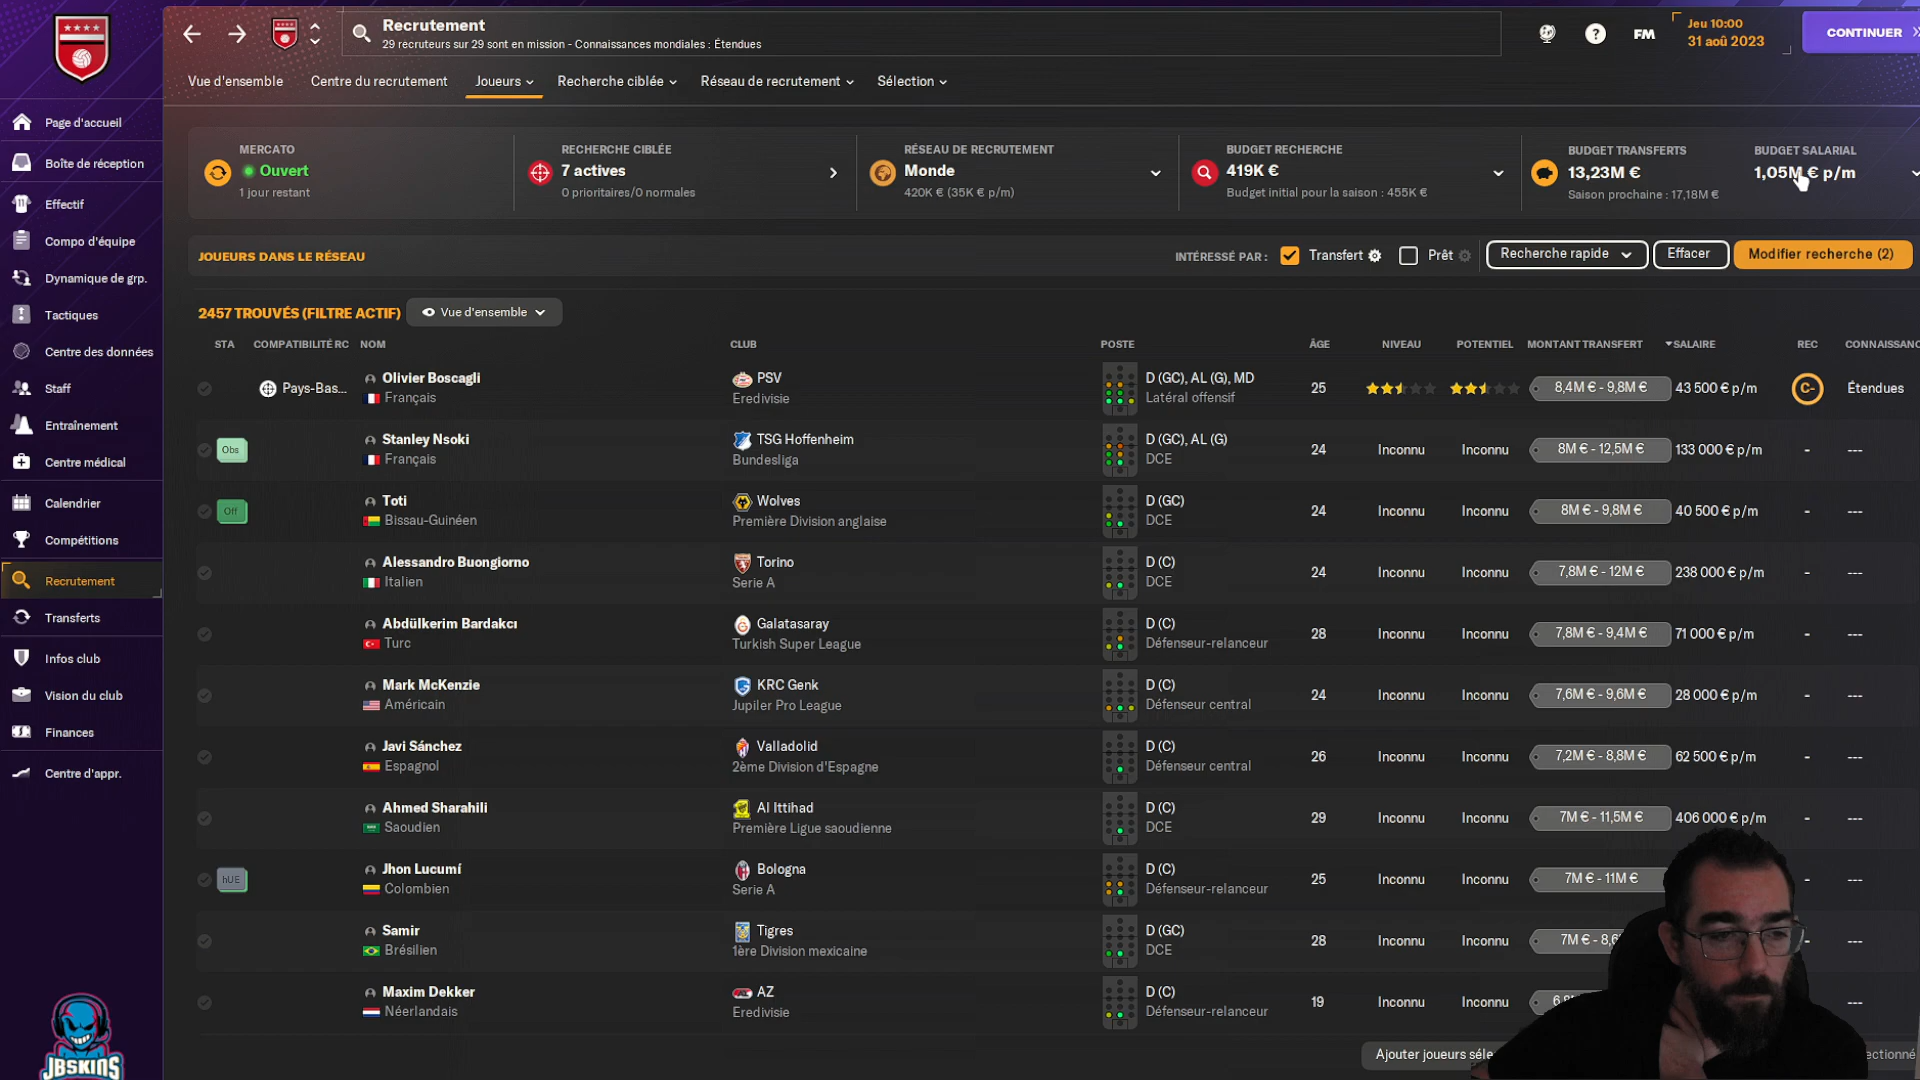 Recrutement
29 recruteurs sur 29 sont en mission - Connaissances mondiales : Étendues
?
FM
Jeu 10:00
31 août 2023
CONTINUER
Vue d'ensemble
Centre du recrutement
Joueurs
Recherche ciblée
Réseau de recrutement
Sélection
Page d'accueil
Boîte de réception
Effectif
Compo d'équipe
Dynamique de grp.
Tactiques
Centre des données
Staff
Entraînement
Centre médical
Calendrier
Compétitions
Recrutement
Transferts
Infos club
Vision du club
Finances
Centre d'appr.
JBSKINS
MERCATO
Ouvert
1 jour restant
RECHERCHE CIBLÉE
7 actives
0 prioritaires/0 normales
RÉSEAU DE RECRUTEMENT
Monde
420K € (35K € p/m)
BUDGET RECHERCHE
419K €
Budget initial pour la saison : 455K €
BUDGET TRANSFERTS
13,23M €
Saison prochaine : 17,18M €
BUDGET SALARIAL
1,05M € p/m
JOUEURS DANS LE RÉSEAU
INTÉRESSÉ PAR :
Transfert
Prêt
Recherche rapide
Effacer
Modifier recherche (2)
2457 TROUVÉS (FILTRE ACTIF)
Vue d'ensemble
STA COMPATIBILITÉ RC NOM CLUB POSTE ÂGE NIVEAU POTENTIEL MONTANT TRANSFERT SALAIRE REC CONNAISSANC
Pays-Bas... Olivier Boscagli PSV D (GC), AL (G), MD 25 8,4M € - 9,8M € 43 500 € p/m C- Étendues
Français Eredivisie Latéral offensif
Obs Stanley Nsoki TSG Hoffenheim D (GC), AL (G) 24 Inconnu Inconnu 8M € - 12,5M € 133 000 € p/m - ---
Français Bundesliga DCE
Off Toti Wolves D (GC) 24 Inconnu Inconnu 8M € - 9,8M € 40 500 € p/m - ---
Bissau-Guinéen Première Division anglaise DCE
Alessandro Buongiorno Torino D (C) 24 Inconnu Inconnu 7,8M € - 12M € 238 000 € p/m - ---
Italien Serie A DCE
Abdülkerim Bardakcı Galatasaray D (C) 28 Inconnu Inconnu 7,8M € - 9,4M € 71 000 € p/m - ---
Turc Turkish Super League Défenseur-relanceur
Mark McKenzie KRC Genk D (C) 24 Inconnu Inconnu 7,6M € - 9,6M € 28 000 € p/m - ---
Américain Jupiler Pro League Défenseur central
Javi Sánchez Valladolid D (C) 26 Inconnu Inconnu 7,2M € - 8,8M € 62 500 € p/m - ---
Espagnol 2ème Division d'Espagne Défenseur central
Ahmed Sharahili Al Ittihad D (C) 29 Inconnu Inconnu 7M € - 11,5M € 406 000 € p/m - ---
Saoudien Première Ligue saoudienne DCE
hUE Jhon Lucumí Bologna D (C) 25 Inconnu Inconnu 7M € - 11M € - ---
Colombien Serie A Défenseur-relanceur
Samir Tigres D (GC) 28 Inconnu Inconnu 7M € - 8,6 - ---
Brésilien 1ère Division mexicaine DCE
Maxim Dekker AZ D (C) 19 Inconnu Inconnu ---
Néerlandais Eredivisie Défenseur-relanceur
Ajouter joueurs séle
ectionné